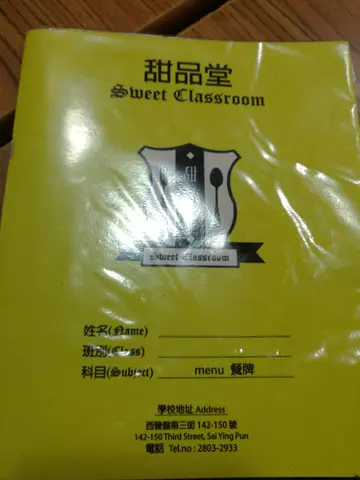 甜品堂
Sweet Classroom
Sweet Classroom
姓名(Name)
班別(Class)
科目(Subject) menu 餐牌
學校地址 Address
西營盤第三街 142-150 號
142-150 Third Street, Sai Ying Pun
電話 Tel.no : 2803-2933